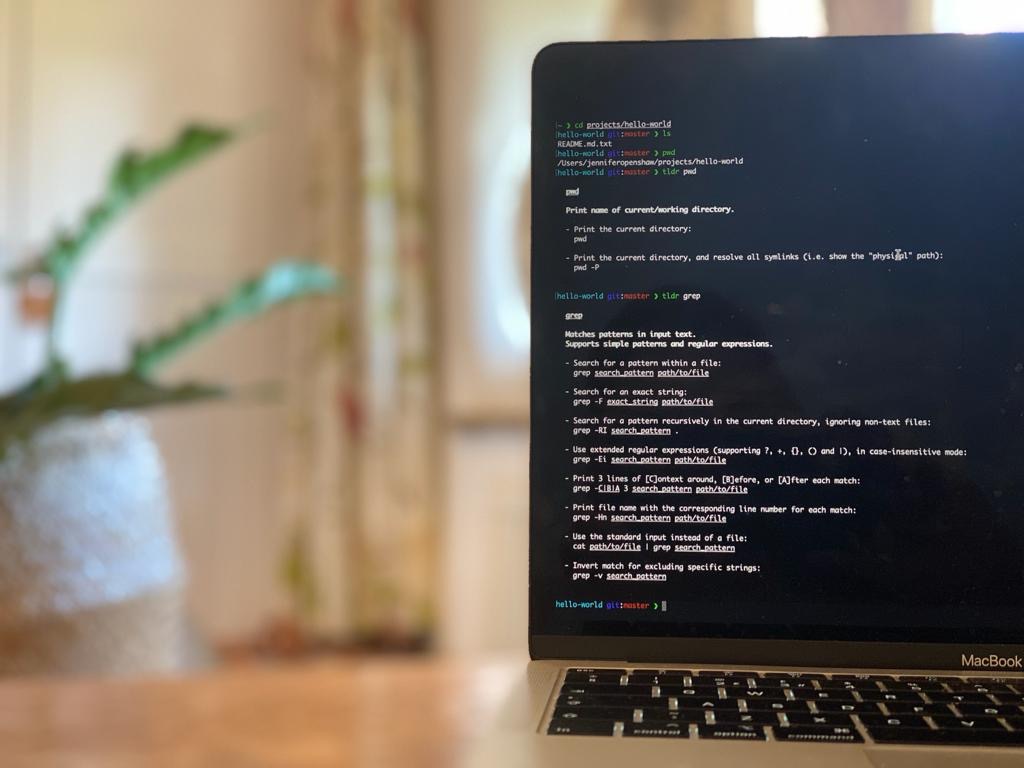 ~ ❯ cd projects/hello-world
hello-world git:master ❯ ls
README.md.txt
hello-world git:master ❯ pwd
/Users/jenniferopenshaw/projects/hello-world
hello-world git:master ❯ tldr pwd
pwd
Print name of current/working directory.
- Print the current directory:
pwd
- Print the current directory, and resolve all symlinks (i.e. show the "physical" path):
pwd -P
hello-world git:master ❯ tldr grep
grep
Matches patterns in input text.
Supports simple patterns and regular expressions.
- Search for a pattern within a file:
grep search_pattern path/to/file
- Search for an exact string:
grep -F exact_string path/to/file
- Search for a pattern recursively in the current directory, ignoring non-text files:
grep -RI search_pattern .
- Use extended regular expressions (supporting ?, +, {}, () and |), in case-insensitive mode:
grep -Ei search_pattern path/to/file
- Print 3 lines of [C]ontext around, [B]efore, or [A]fter each match:
grep -C|B|A 3 search_pattern path/to/file
- Print file name with the corresponding line number for each match:
grep -Hn search_pattern path/to/file
- Use the standard input instead of a file:
cat path/to/file | grep search_pattern
- Invert match for excluding specific strings:
grep -v search_pattern
hello-world git:master ❯
MacBook
fn control option command